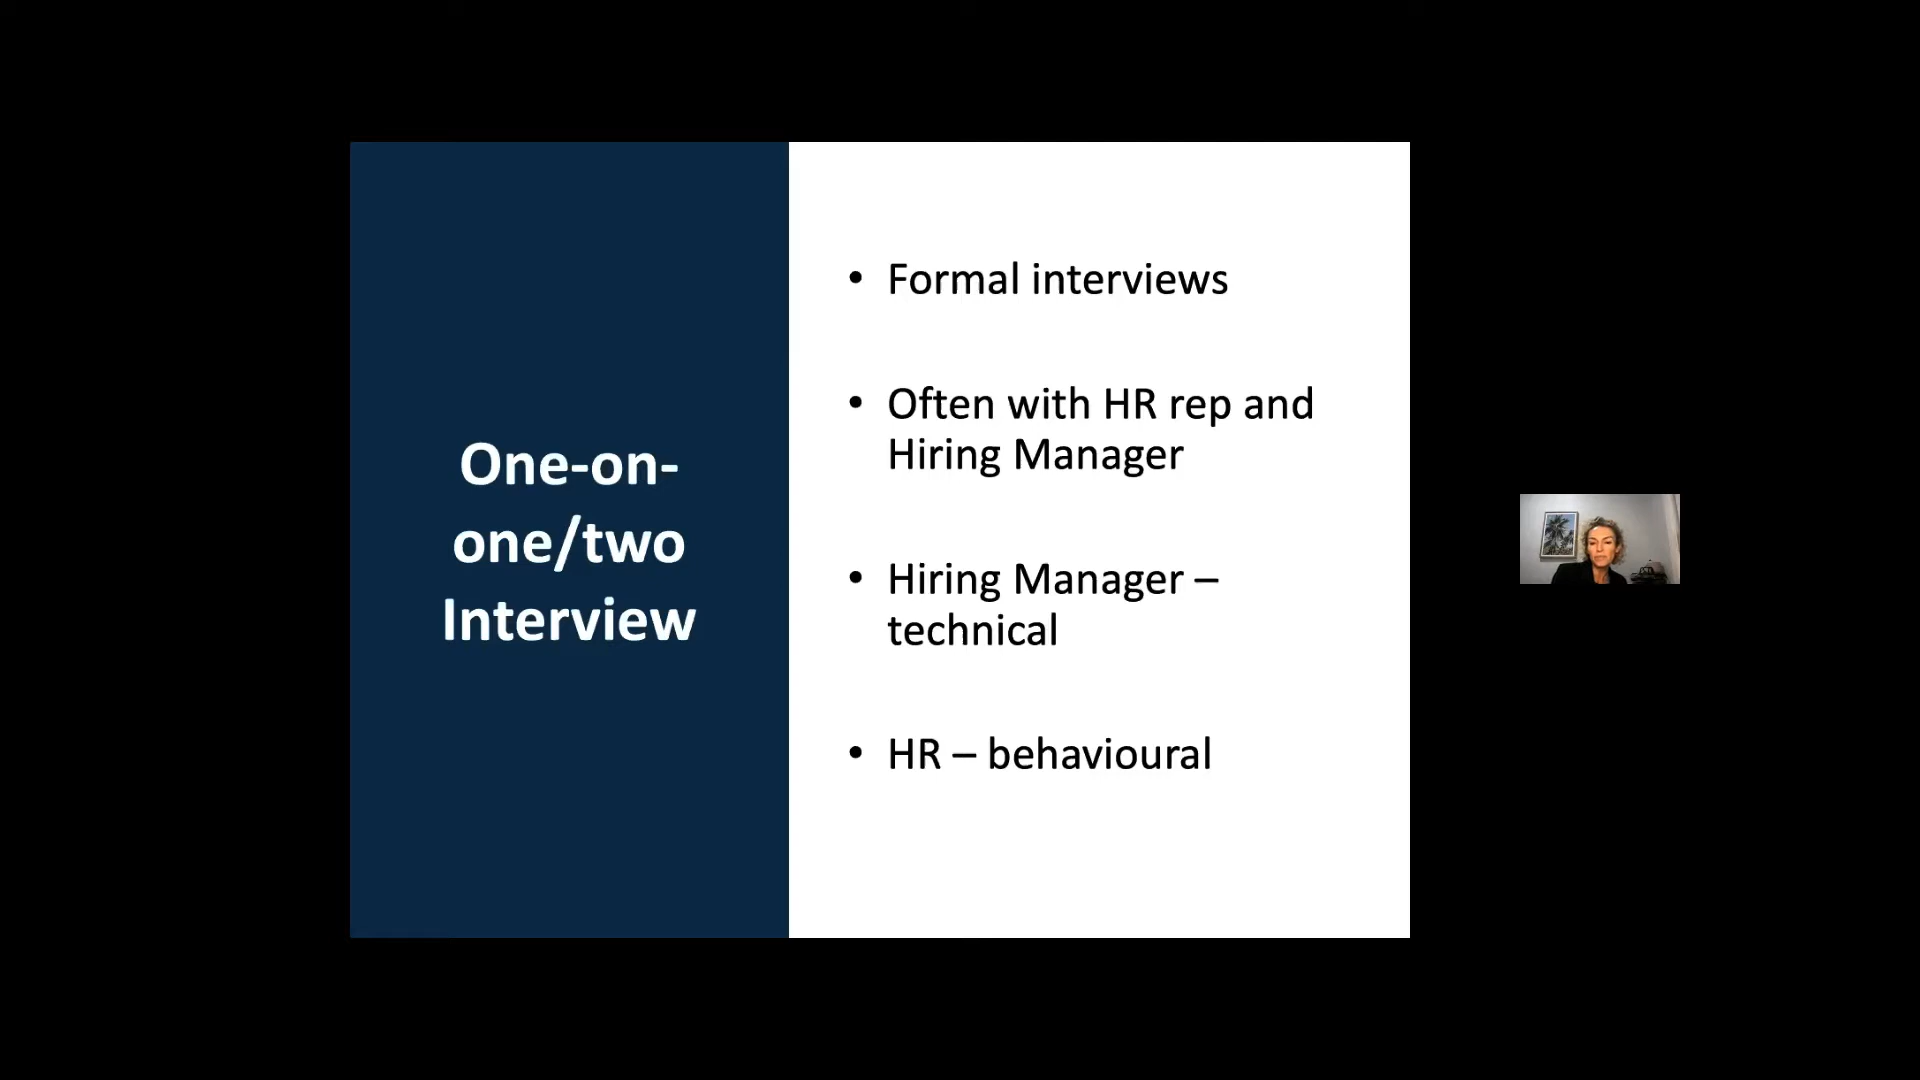 One-on-
one/two
Interview
• Formal interviews
• Often with HR rep and
Hiring Manager
• Hiring Manager –
technical
• HR – behavioural